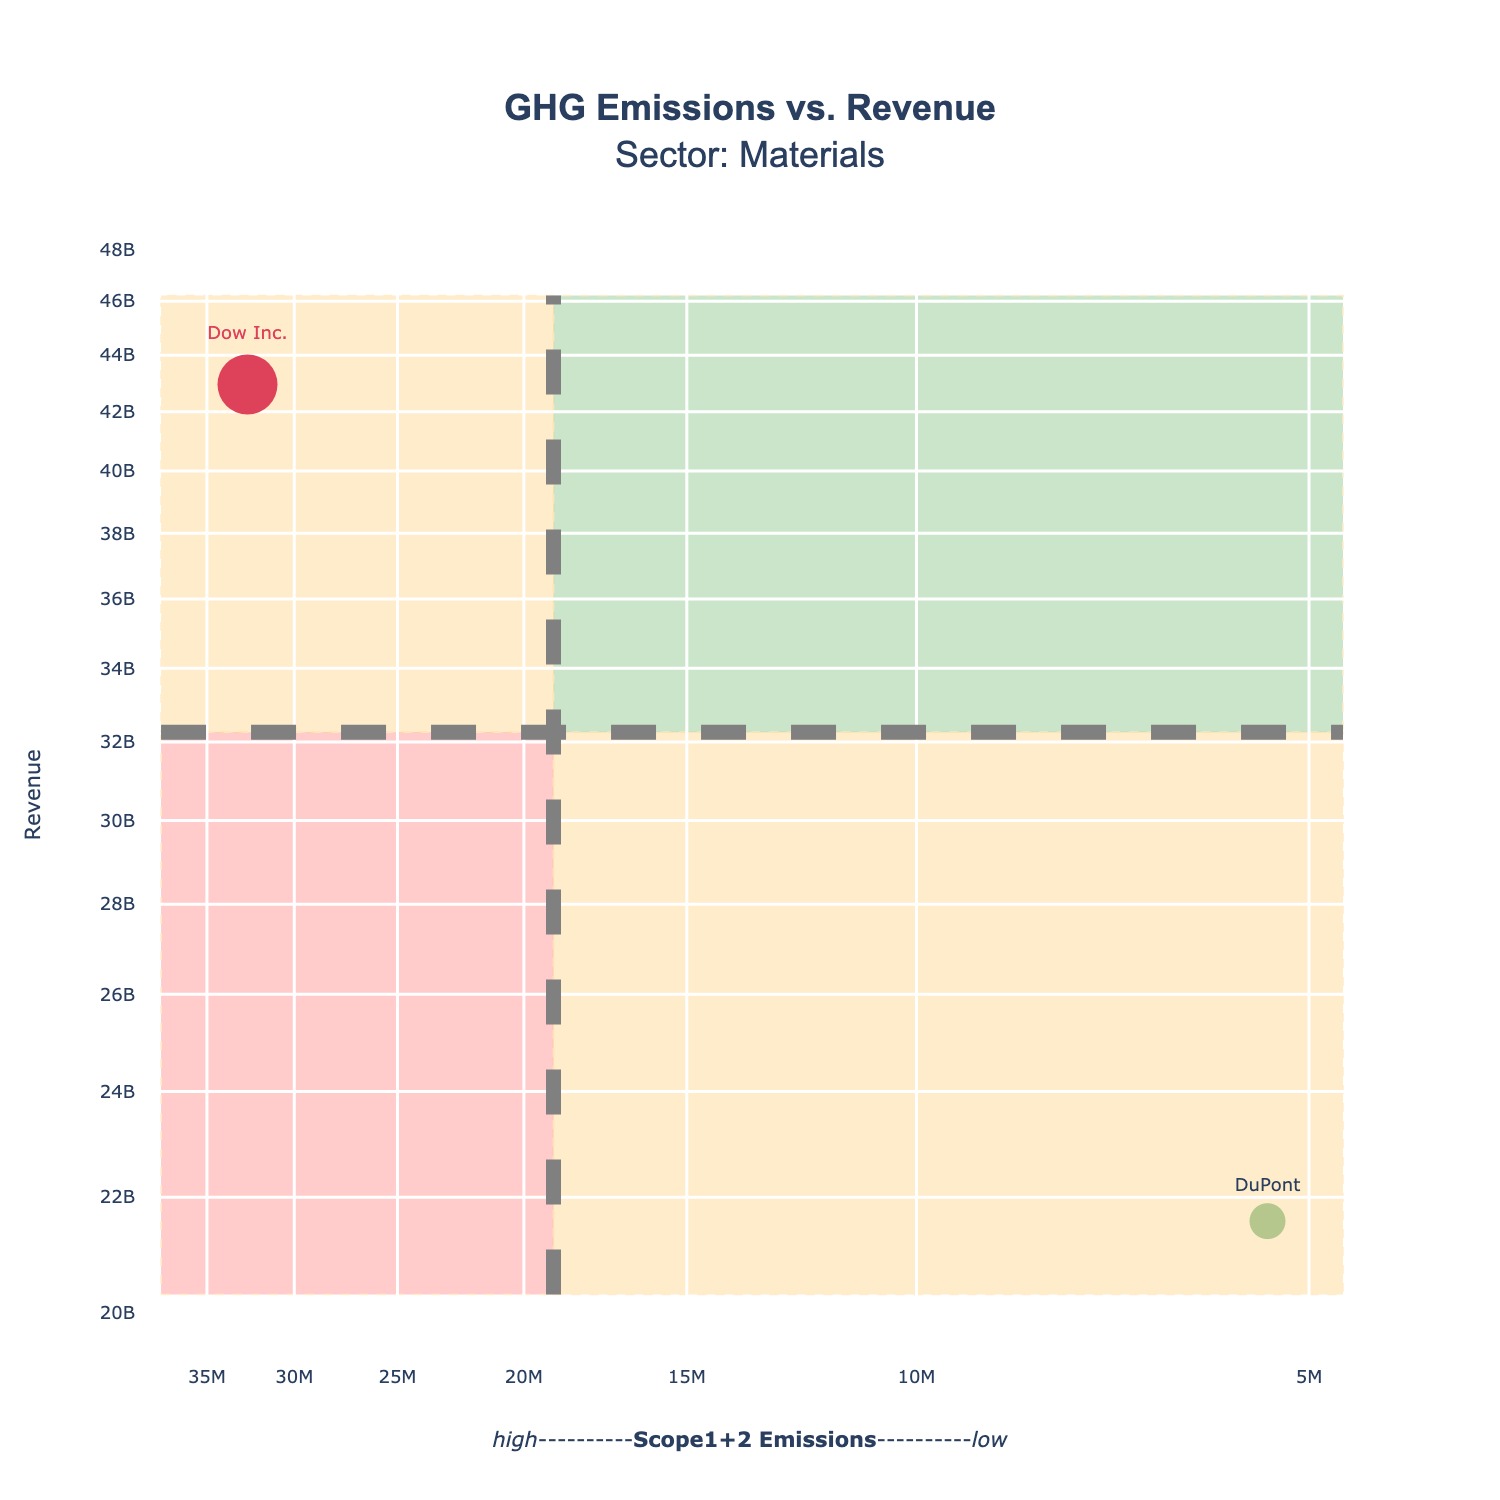 GHG Emissions vs. Revenue
Sector: Materials
48B
46B
Dow Inc.
44B
42B
40B
38B
36B
34B
32B
Revenue
30B
28B
26B
24B
22B
DuPont
20B
35M 30M 25M 20M 15M 10M 5M
high----------Scope1+2 Emissions----------low